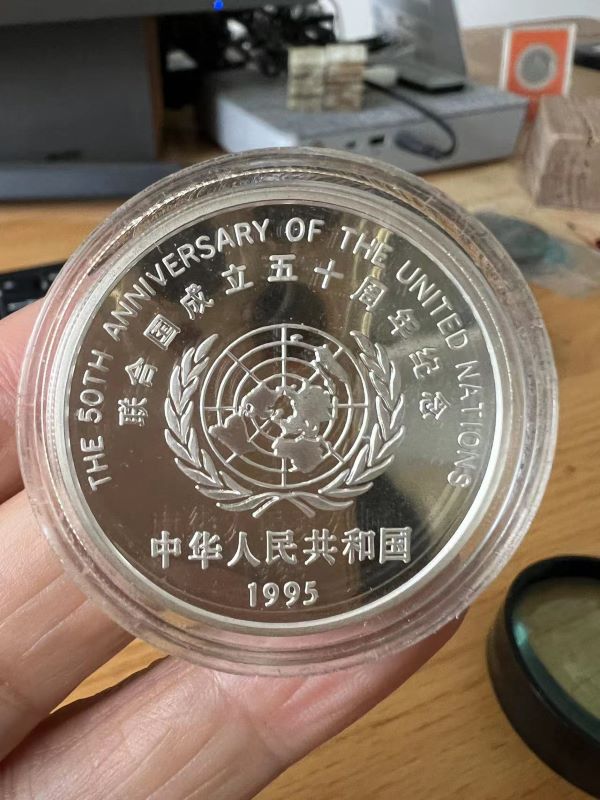 THE 50TH ANNIVERSARY OF THE UNITED NATIONS
联合国成立五十周年纪念
中华人民共和国
1995